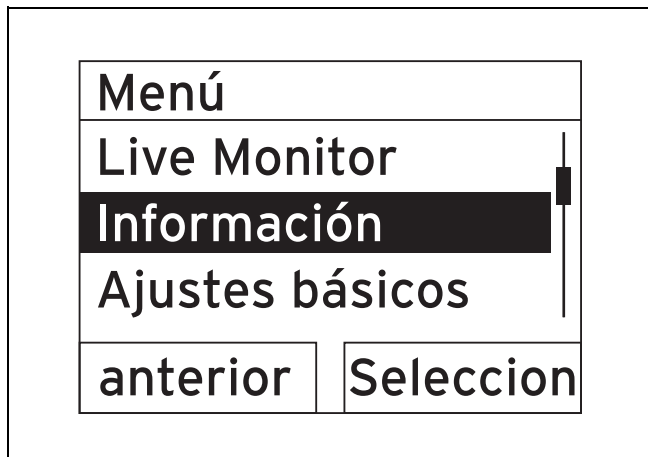 Menú
Live Monitor
Información
Ajustes básicos
anterior Seleccion